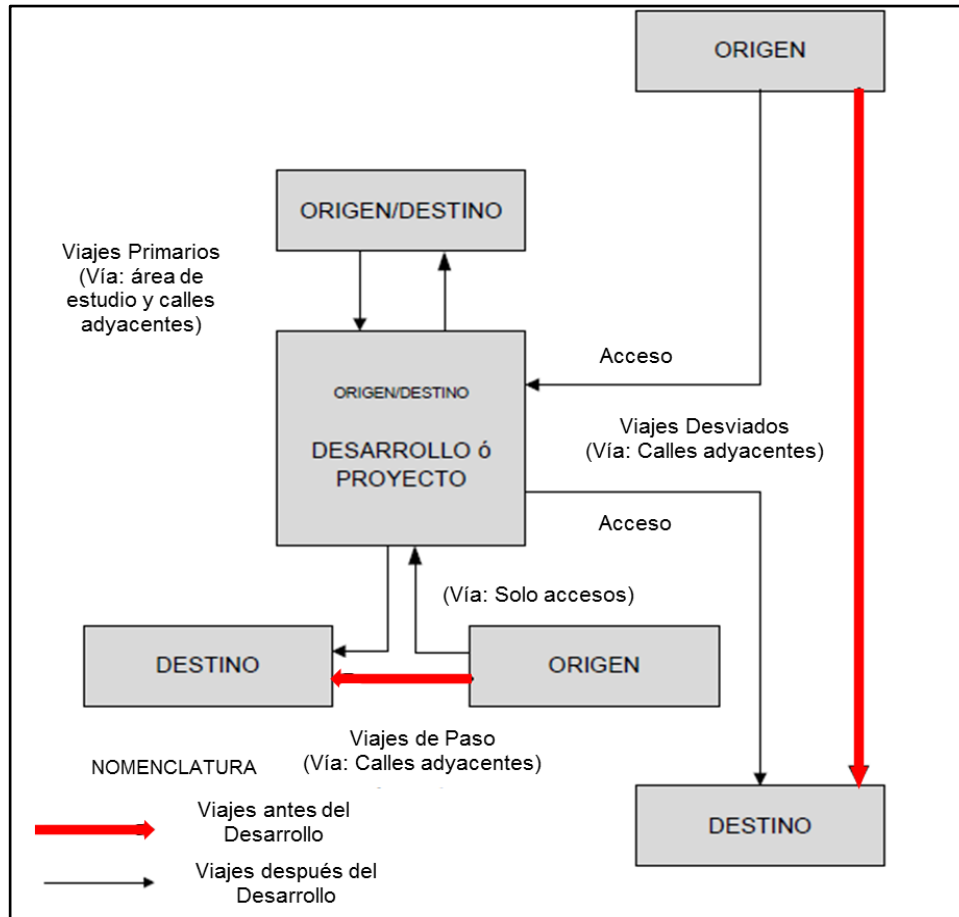 ORIGEN
ORIGEN/DESTINO
Viajes Primarios
(Vía: área de
estudio y calles
adyacentes)
Acceso
ORIGEN/DESTINO
DESARROLLO ó
PROYECTO
Viajes Desviados
(Vía: Calles adyacentes)
Acceso
(Vía: Solo accesos)
DESTINO
ORIGEN
Viajes de Paso
(Vía: Calles adyacentes)
NOMENCLATURA
Viajes antes del
Desarrollo
DESTINO
Viajes después del
Desarrollo